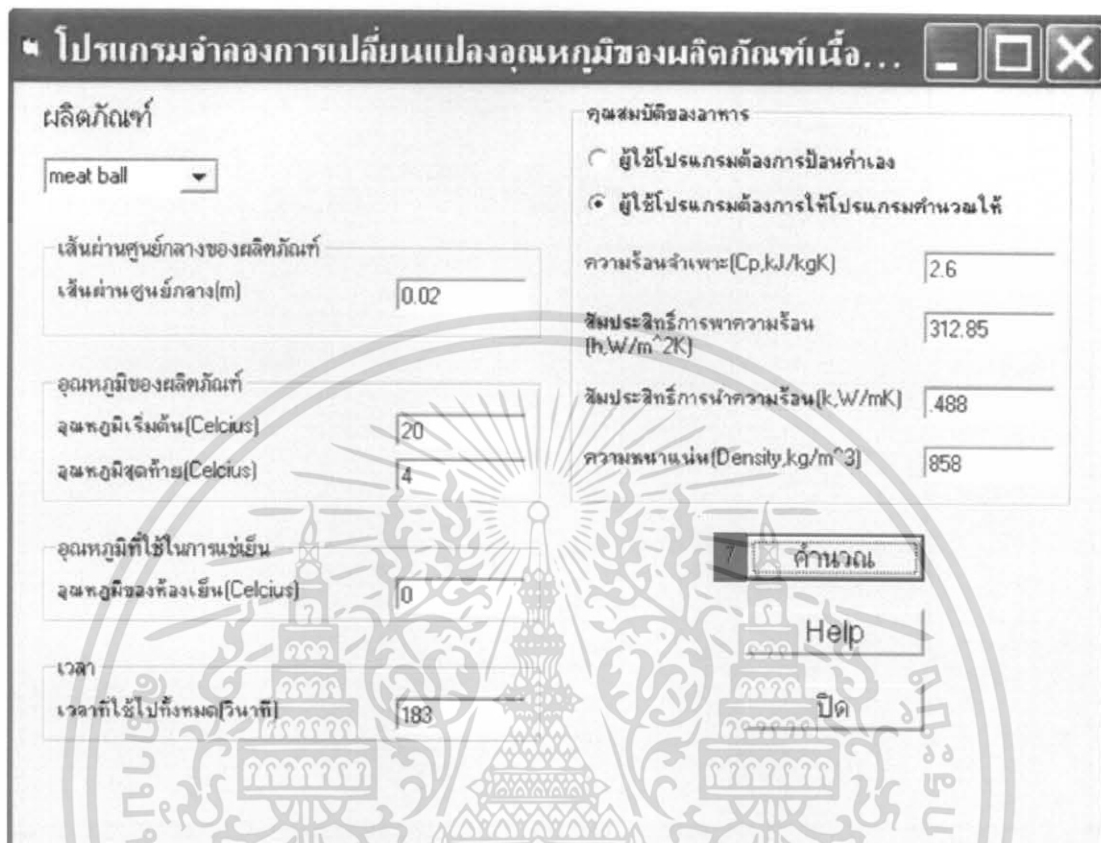 โปรแกรมจำลองการเปลี่ยนแปลงอุณหภูมิของผลิตภัณฑ์เนื้อ...
ผลิตภัณฑ์
meat ball
เส้นผ่านศูนย์กลางของผลิตภัณฑ์
เส้นผ่านศูนย์กลาง(m)
0.02
อุณหภูมิของผลิตภัณฑ์
อุณหภูมิเริ่มต้น(Celcius)
20
อุณหภูมิสุดท้าย(Celcius)
4
อุณหภูมิที่ใช้ในการแช่เย็น
อุณหภูมิของห้องเย็น(Celcius)
0
เวลา
เวลาที่ใช้ไปทั้งหมด(วินาที)
183
คุณสมบัติของอาหาร
ผู้ใช้โปรแกรมต้องการป้อนค่าเอง
ผู้ใช้โปรแกรมต้องการให้โปรแกรมคำนวณให้
ความร้อนจำเพาะ(Cp,kJ/kgK)
2.6
สัมประสิทธิ์การพาความร้อน
(h,W/m^2K)
312.85
สัมประสิทธิ์การนำความร้อน(k,W/mK)
.488
ความหนาแน่น(Density,kg/m^3)
858
7
คำนวณ
Help
ปิด